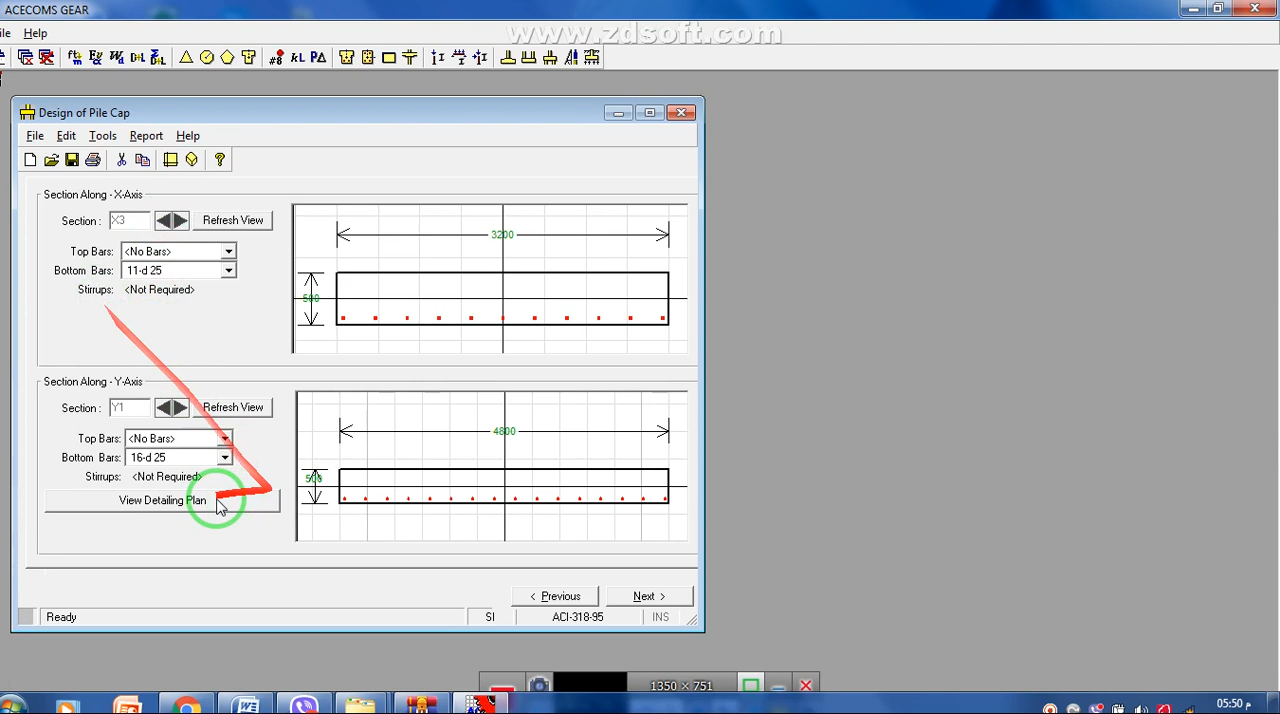 ACECOMS GEAR
www.zdsoft.com
ile Help
Design of Pile Cap
File Edit Tools Report Help
Section Along - X-Axis
Section : X3 Refresh View
Top Bars: <No Bars>
Bottom Bars: 11-d 25
Stirrups: <Not Required>
3200
500
Section Along - Y-Axis
Section : Y1 Refresh View
Top Bars: <No Bars>
Bottom Bars: 16-d 25
Stirrups: <Not Required>
View Detailing Plan
4800
500
< Previous Next >
Ready SI ACI-318-95 INS
1350 × 751
05:50 م